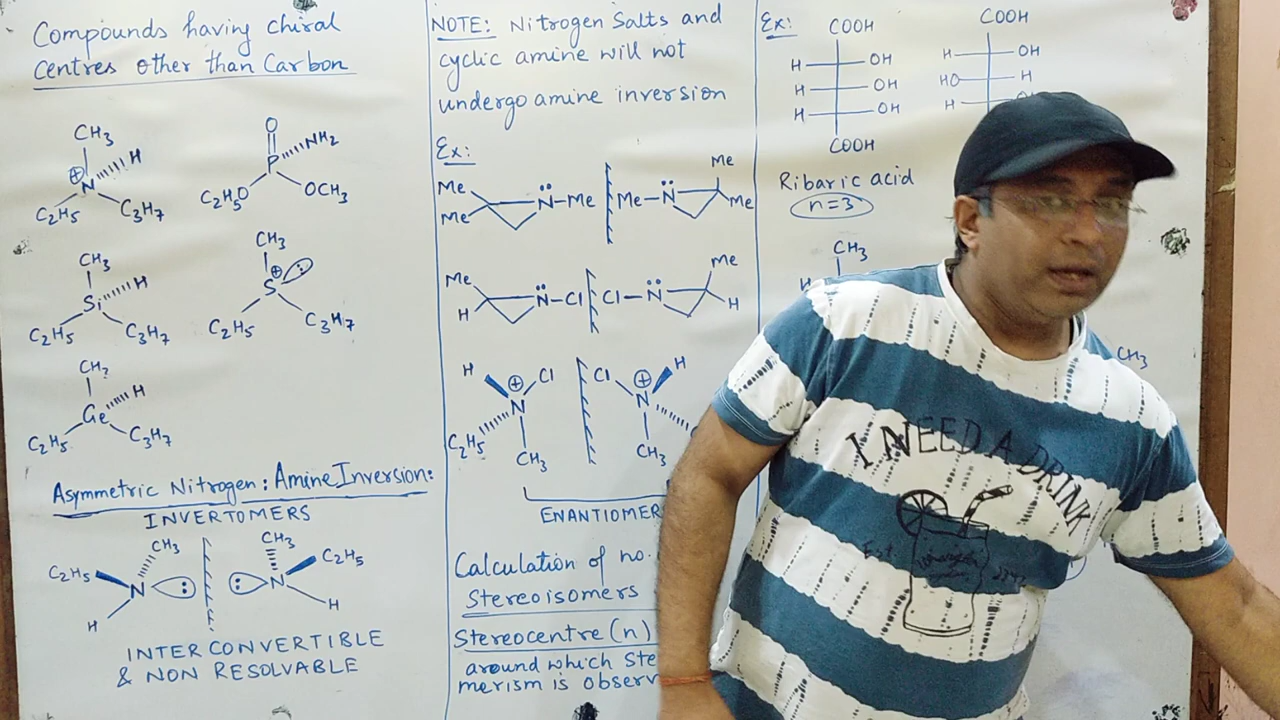 Compounds having chiral
centres other than Carbon
CH3
⊕
N
H
C2H5
C3H7
O
P
NH2
C2H5O
OCH3
CH3
Si
H
C2H5
C3H7
CH3
⊕
S
C2H5
C3H7
CH3
Ge
H
C2H5
C3H7
Asymmetric Nitrogen: Amine Inversion:
INVERTOMERS
CH3
C2H5
N
H
CH3
N
C2H5
H
INTERCONVERTIBLE
& NON RESOLVABLE
NOTE: Nitrogen Salts and
cyclic amine will not
undergo amine inversion
Ex:
Me
Me
N-Me
Me-N
Me
Me
Me
H
N-Cl
Cl-N
Me
H
H
⊕
Cl
N
C2H5
CH3
Cl
⊕
H
N
CH3
ENANTIOMER
Calculation of no.
Stereoisomers
Stereocentre (n)
around which Ste
merism is observ
Ex:
COOH
H OH
H OH
H OH
COOH
Ribaric acid
n=3
COOH
H OH
HO H
H
CH3
H
CH3
I NEED A DRINK
Est.